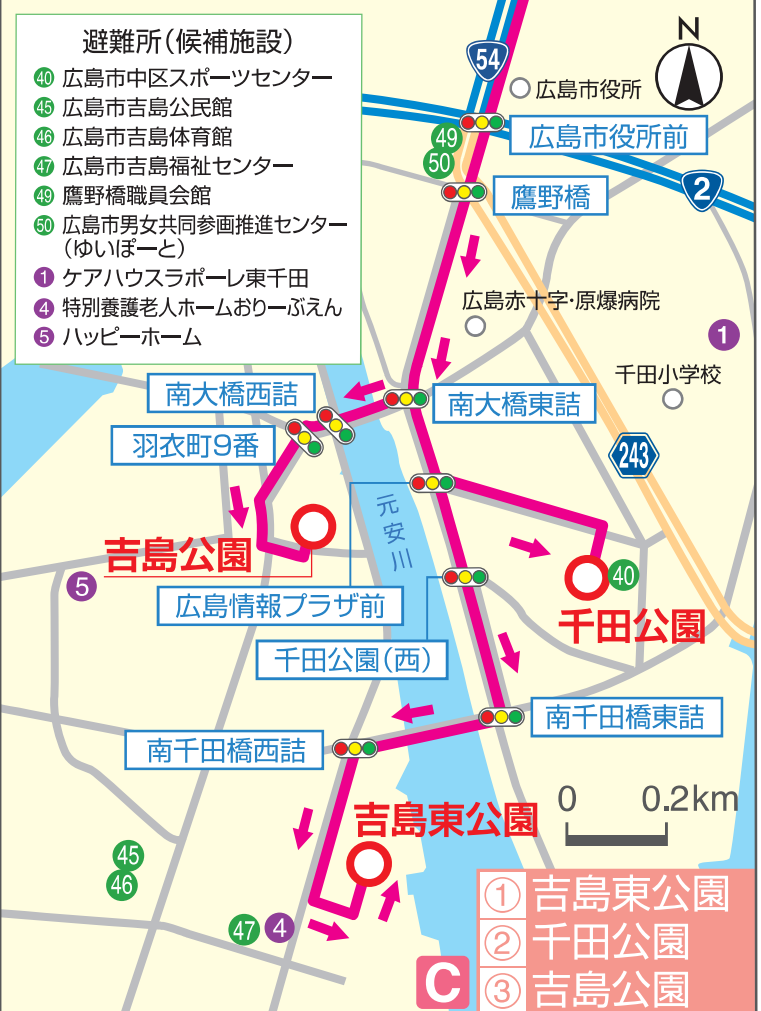 避難所(候補施設)
40 広島市中区スポーツセンター
45 広島市吉島公民館
46 広島市吉島体育館
47 広島市吉島福祉センター
49 鷹野橋職員会館
50 広島市男女共同参画推進センター
(ゆいぽーと)
1 ケアハウスラポーレ東千田
4 特別養護老人ホームおりーぶえん
5 ハッピーホーム
N
54
広島市役所
49
50
広島市役所前
2
鷹野橋
広島赤十字・原爆病院
1
千田小学校
南大橋西詰
南大橋東詰
羽衣町9番
243
元安川
吉島公園
40
5
広島情報プラザ前
千田公園
千田公園(西)
南千田橋東詰
南千田橋西詰
0 0.2km
吉島東公園
45
46
47 4
C
① 吉島東公園
② 千田公園
③ 吉島公園